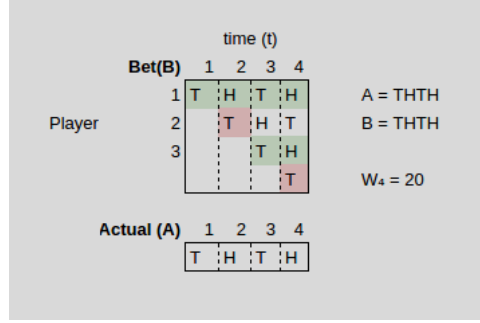 time (t)
Bet(B) 1 2 3 4
1 T H T H A = THTH
Player 2 T H T B = THTH
3 T H
T W₄ = 20
Actual (A) 1 2 3 4
T H T H